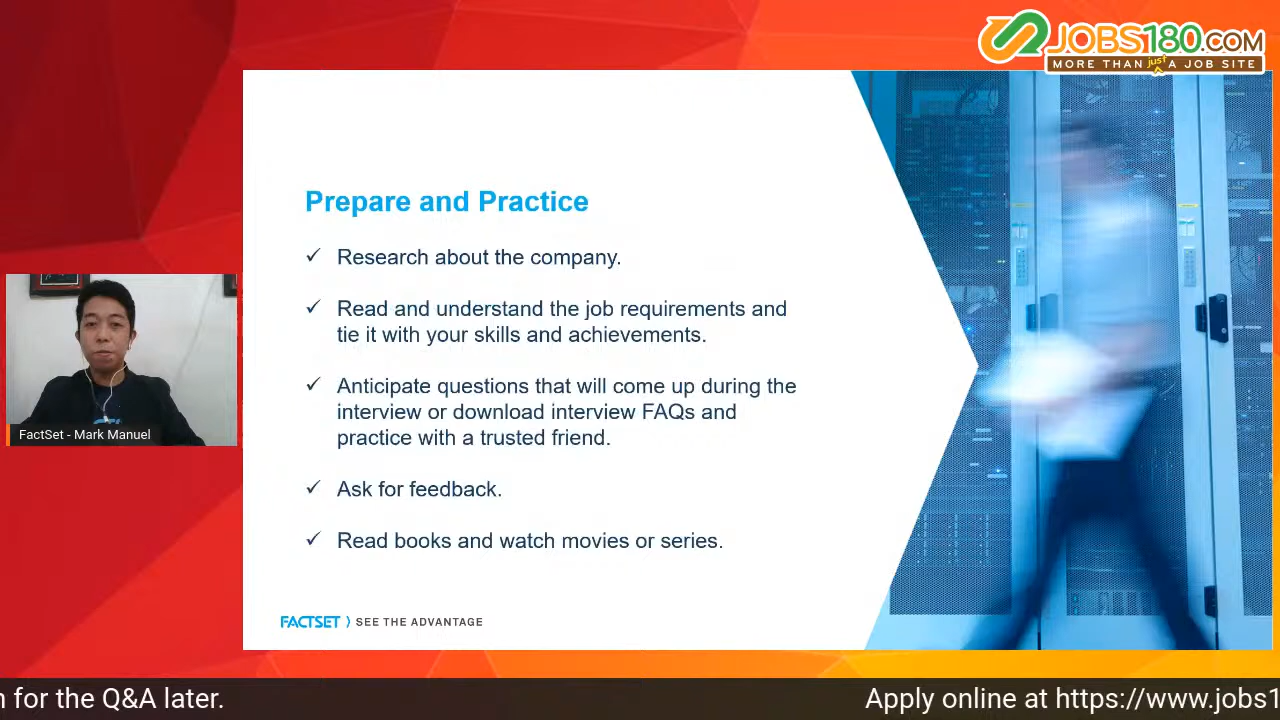 JOBS180.COM
MORE THAN just A JOB SITE
Prepare and Practice
✓ Research about the company.
✓ Read and understand the job requirements and
tie it with your skills and achievements.
✓ Anticipate questions that will come up during the
interview or download interview FAQs and
practice with a trusted friend.
✓ Ask for feedback.
✓ Read books and watch movies or series.
FactSet - Mark Manuel
FACTSET ⟩ SEE THE ADVANTAGE
for the Q&A later.
Apply online at https://www.jobs1